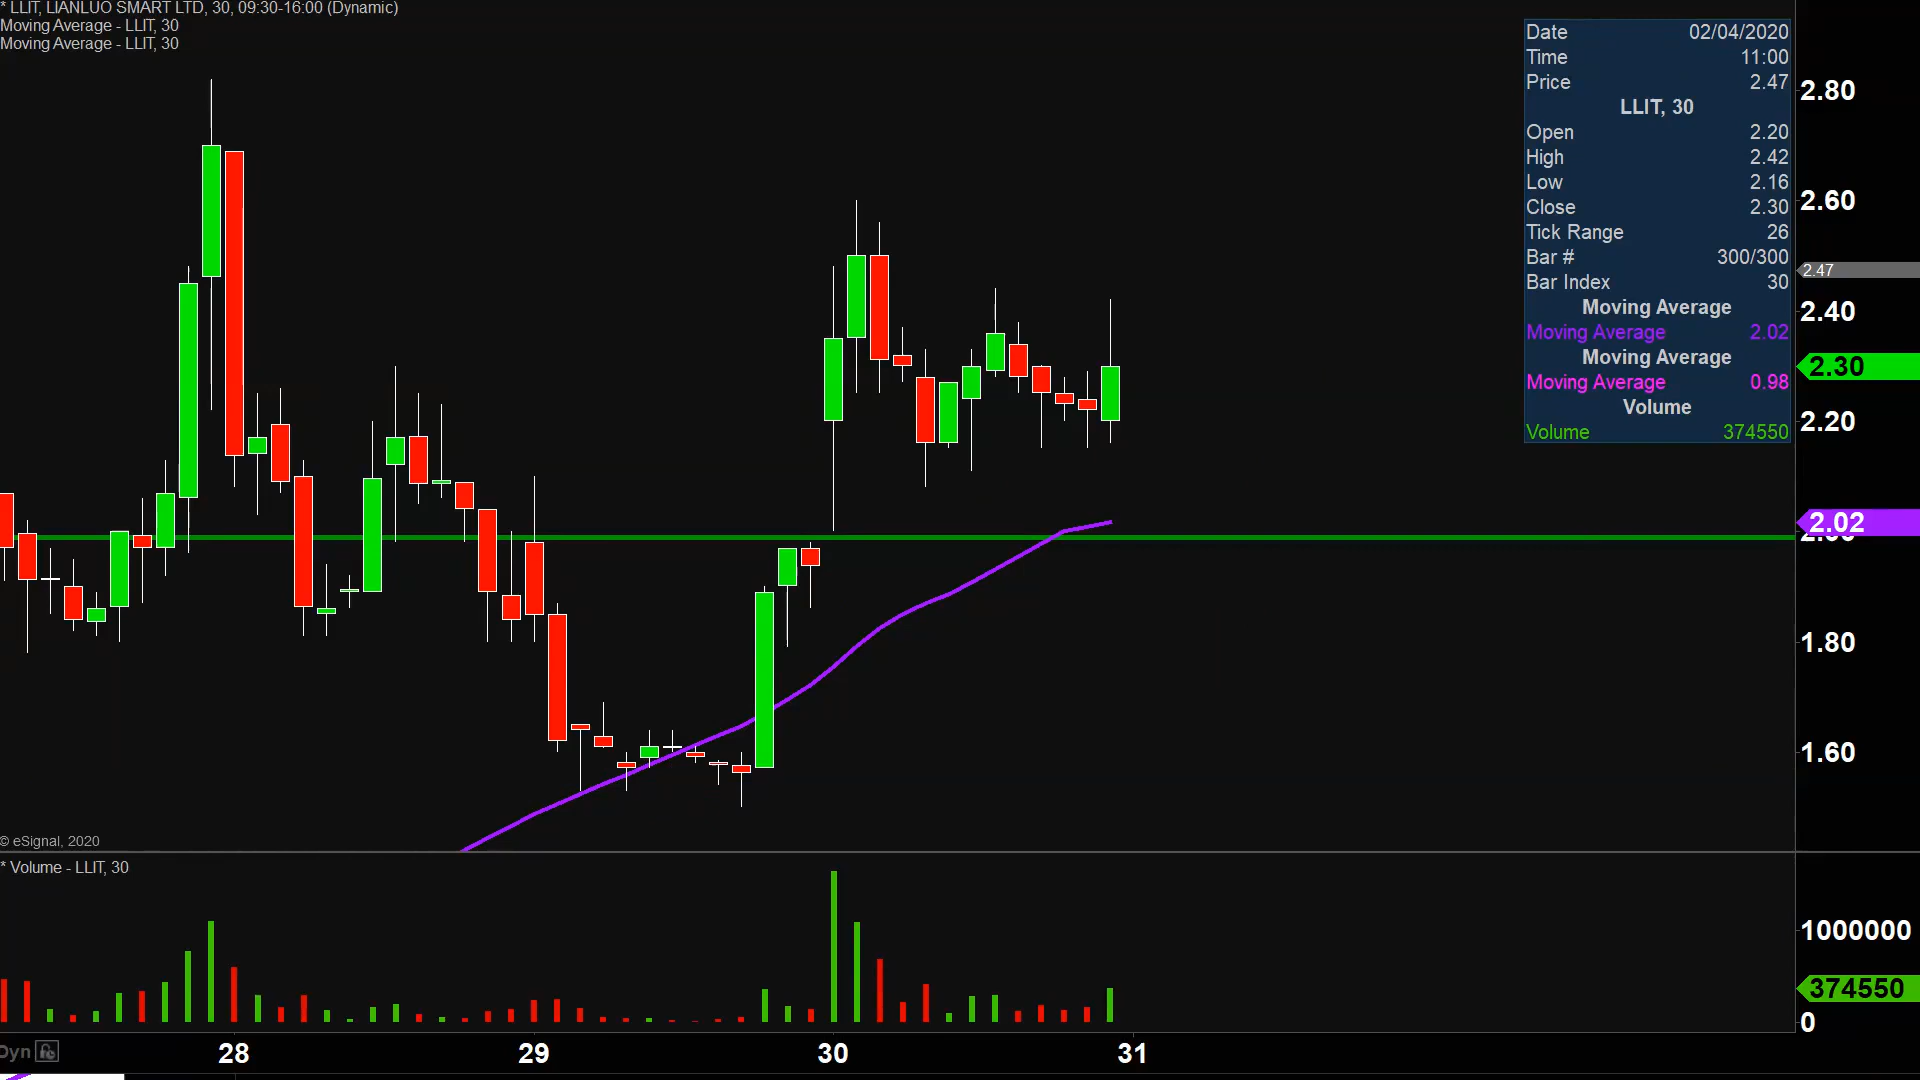 * LLIT, LIANLUO SMART LTD, 30, 09:30-16:00 (Dynamic)
Moving Average - LLIT, 30
Moving Average - LLIT, 30
Date 02/04/2020
Time 11:00
Price 2.47
LLIT, 30
Open 2.20
High 2.42
Low 2.16
Close 2.30
Tick Range 26
Bar # 300/300
Bar Index 30
Moving Average
Moving Average 2.02
Moving Average
Moving Average 0.98
Volume
Volume 374550
2.80
2.60
2.47
2.40
2.30
2.20
2.02
2.00
1.80
1.60
© eSignal, 2020
* Volume - LLIT, 30
1000000
374550
0
Dyn
28 29 30 31